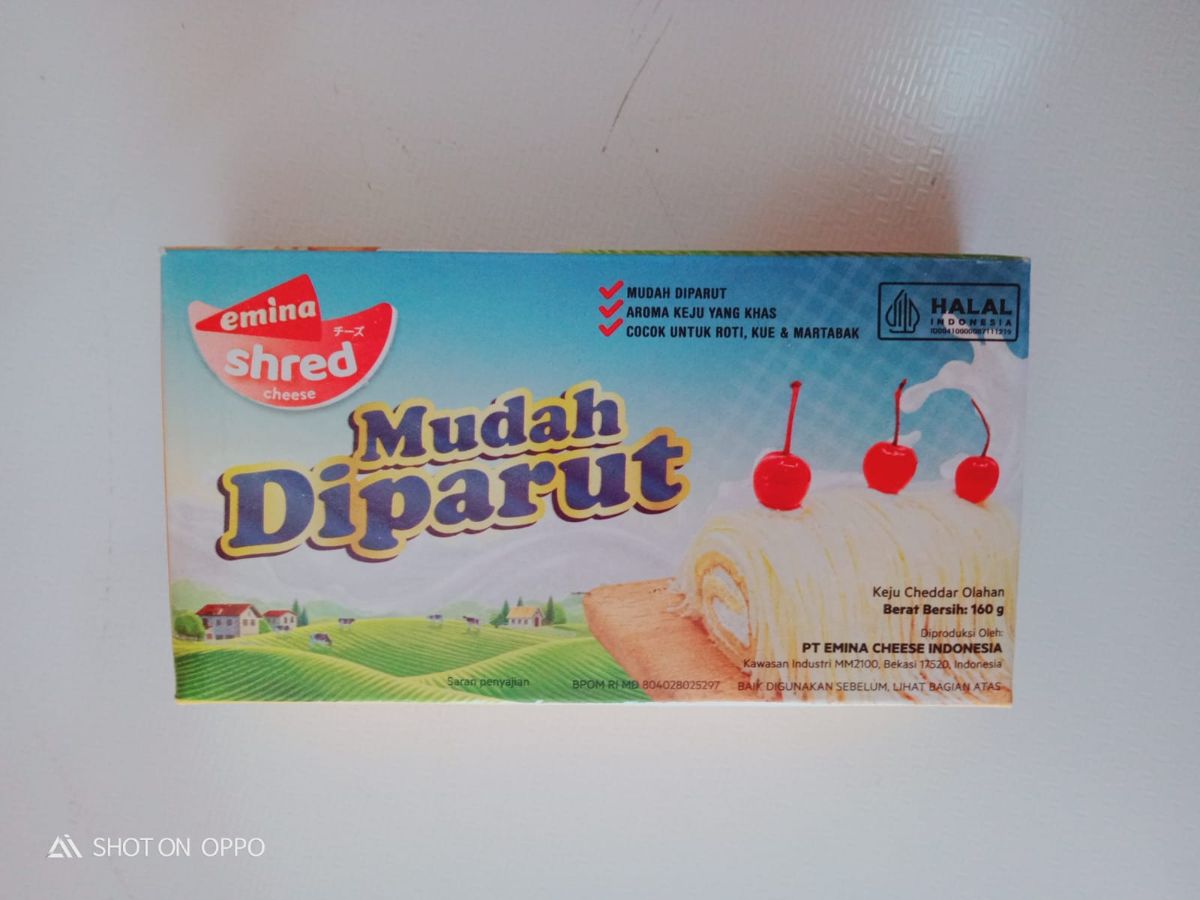 emina
チーズ
shred
cheese
MUDAH DIPARUT
AROMA KEJU YANG KHAS
COCOK UNTUK ROTI, KUE & MARTABAK
HALAL
INDONESIA
Mudah
Diparut
Keju Cheddar Olahan
Berat Bersih: 160 g
Diproduksi Oleh:
PT EMINA CHEESE INDONESIA
Kawasan Industri MM2100, Bekasi 17520, Indonesia
Saran penyajian
BPOM RI MD 804028025297
BAIK DIGUNAKAN SEBELUM, LIHAT BAGIAN ATAS
SHOT ON OPPO